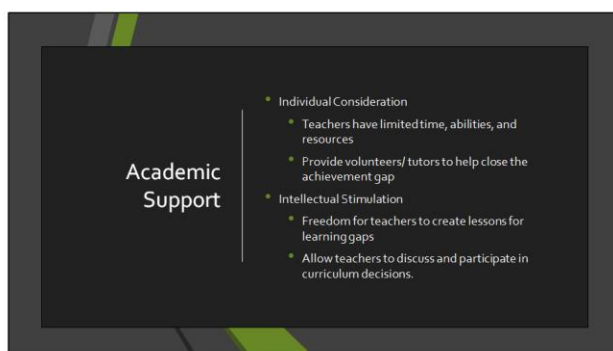 Academic
Support
Individual Consideration
Teachers have limited time, abilities, and
resources
Provide volunteers/ tutors to help close the
achievement gap
Intellectual Stimulation
Freedom for teachers to create lessons for
learning gaps
Allow teachers to discuss and participate in
curriculum decisions.